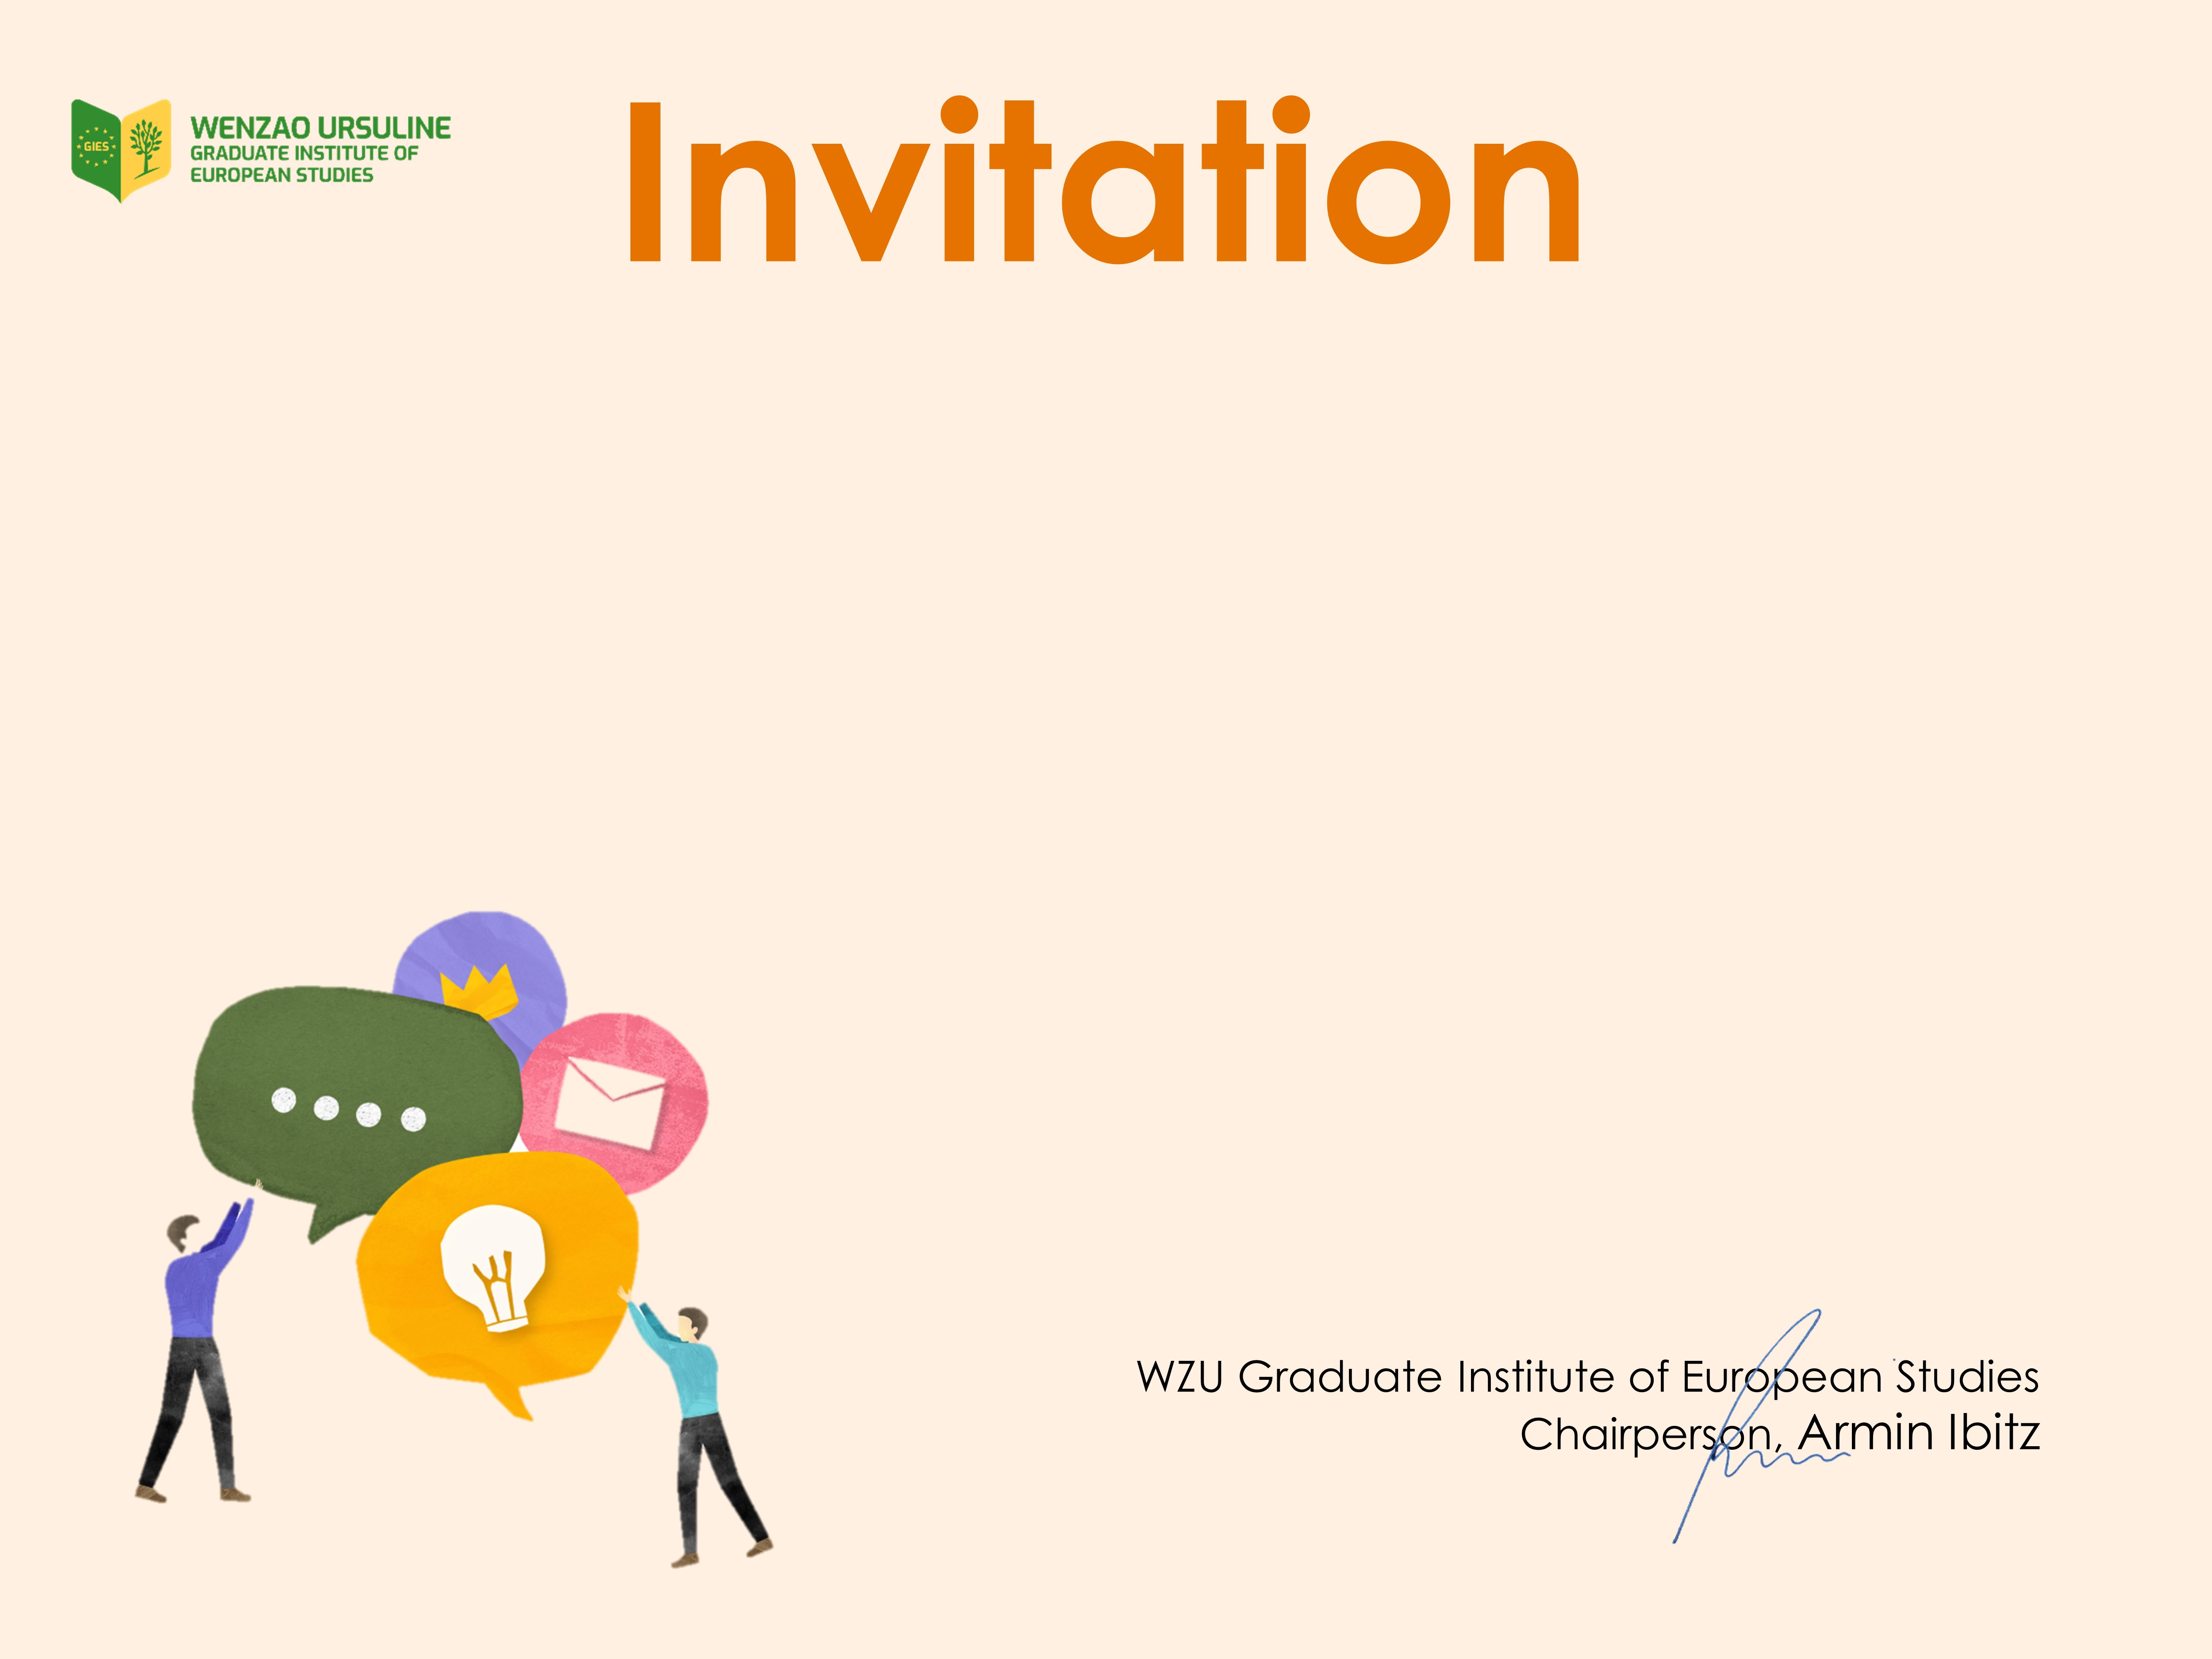 GIES
WENZAO URSULINE
GRADUATE INSTITUTE OF
EUROPEAN STUDIES
Invitation
WZU Graduate Institute of European Studies
Chairperson, Armin Ibitz